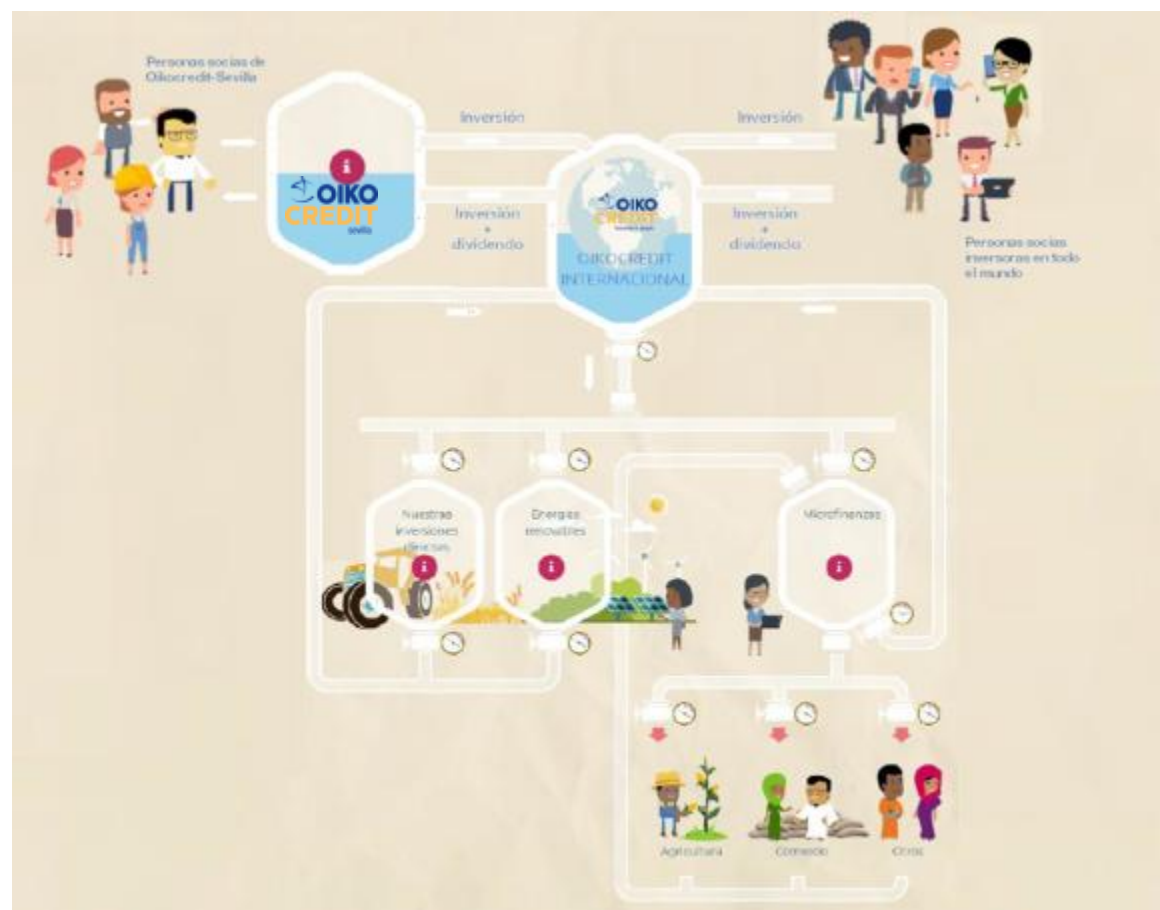 Personas socias de
Oikocredit-Sevilla
OIKO
CREDIT
sevilla
Inversión
Inversión
+
dividendo
OIKO
CREDIT
OIKOCREDIT
INTERNACIONAL
Inversión
Inversión
+
dividendo
Personas socias
inversoras en todo
el mundo
Nuestras
inversiones
directas
Energías
renovables
Microfinanzas
Agricultura
Comercio
Otros